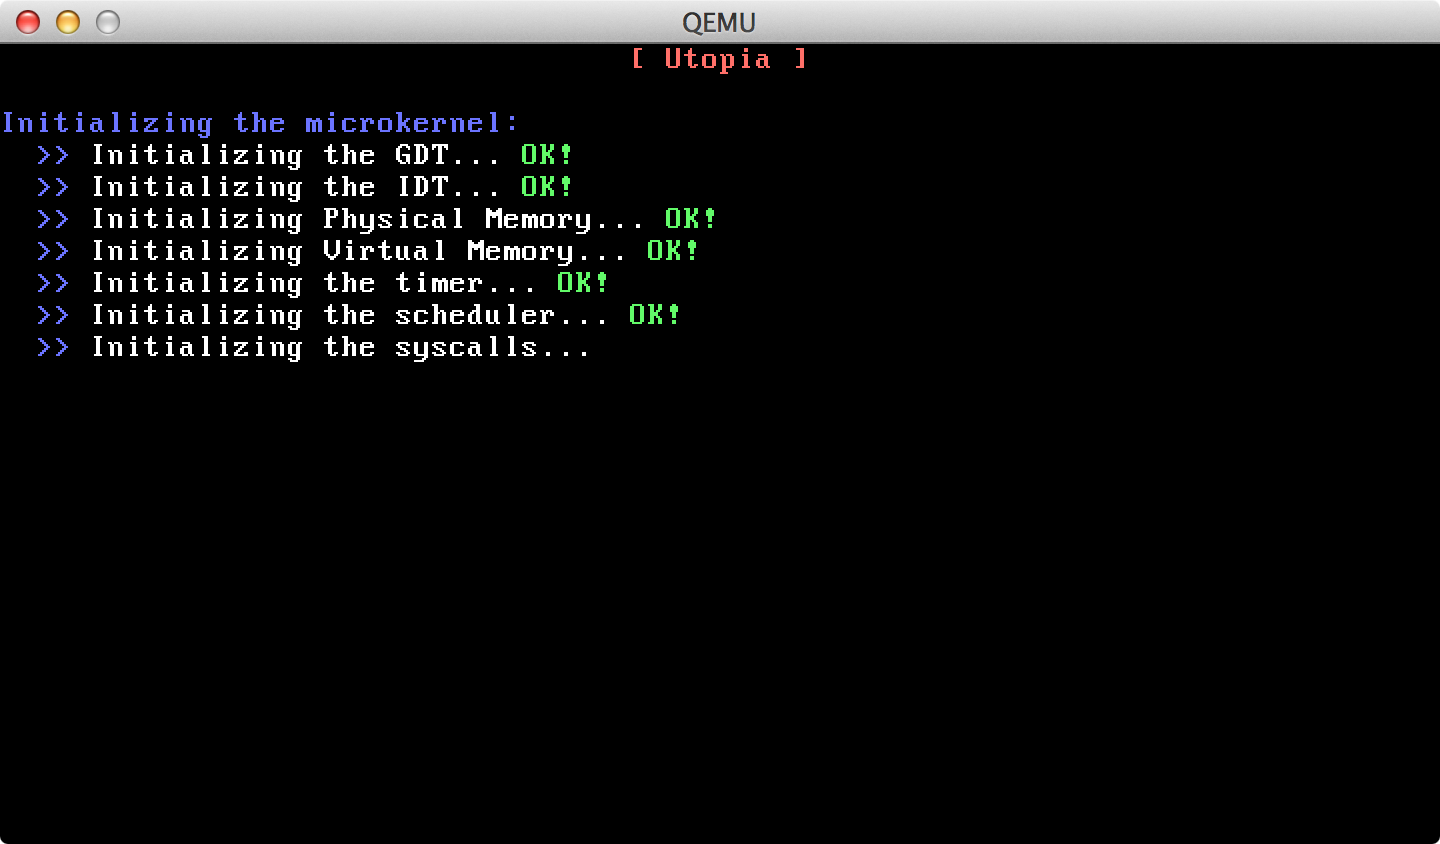 QEMU
[ Utopia ]
Initializing the microkernel:
>> Initializing the GDT... OK!
>> Initializing the IDT... OK!
>> Initializing Physical Memory... OK!
>> Initializing Virtual Memory... OK!
>> Initializing the timer... OK!
>> Initializing the scheduler... OK!
>> Initializing the syscalls...